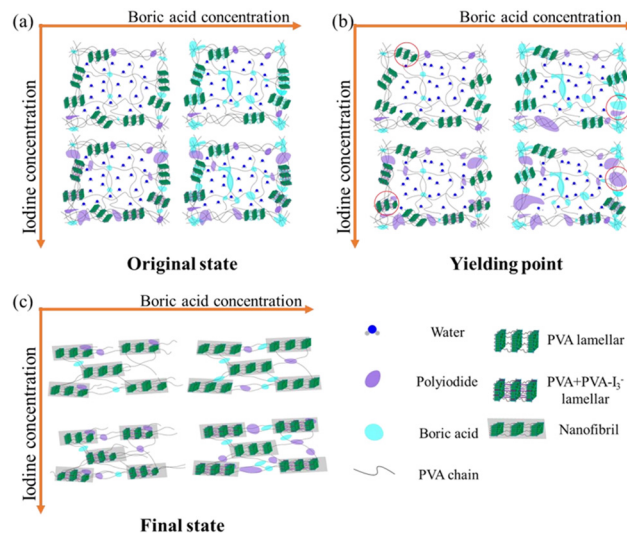 (a)
Boric acid concentration
Iodine concentration
Original state
(b)
Boric acid concentration
Iodine concentration
Yielding point
(c)
Boric acid concentration
Iodine concentration
Final state
Water
Polyiodide
Boric acid
PVA chain
PVA lamellar
PVA+PVA-I₃⁻
lamellar
Nanofibril